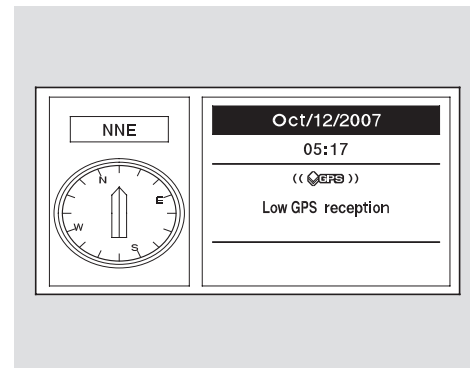 NNE
N
E
W
S
Oct/12/2007
05:17
((GPS))
Low GPS reception